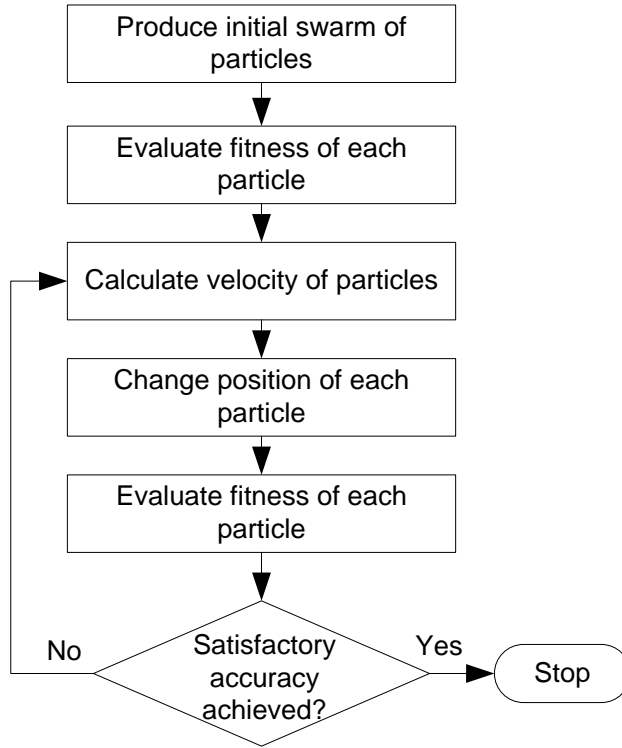 Produce initial swarm of
particles
Evaluate fitness of each
particle
Calculate velocity of particles
Change position of each
particle
Evaluate fitness of each
particle
No
Satisfactory
accuracy
achieved?
Yes
Stop